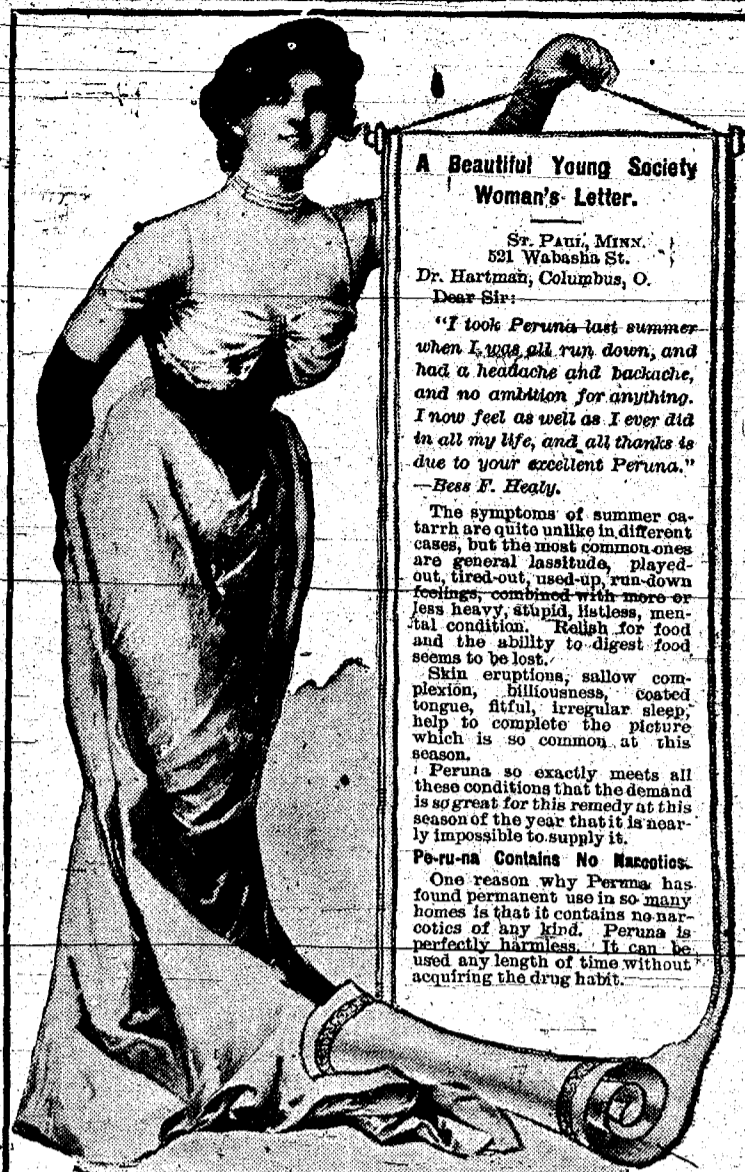 A Beautiful Young Society
Woman's Letter.
ST. PAUL, MINN.
521 Wabasha St.
Dr. Hartman, Columbus, O.
Dear Sir:
"I took Peruna last summer
when I was all run down, and
had a headache and backache,
and no ambition for anything.
I now feel as well as I ever did
in all my life, and all thanks is
due to your excellent Peruna."
—Bess F. Healy.
The symptoms of summer ca-
tarrh are quite unlike in different
cases, but the most common ones
are general lassitude, played-
out, tired-out, used-up, run-down
feelings, combined with more or
less heavy, stupid, listless, men-
tal condition. Relish for food
and the ability to digest food
seems to be lost.
Skin eruptions, sallow com-
plexion, billiousness, coated
tongue, fitful, irregular sleep,
help to complete the picture
which is so common at this
season.
Peruna so exactly meets all
these conditions that the demand
is so great for this remedy at this
season of the year that it is near-
ly impossible to supply it.
Pe-ru-na Contains No Narcotics.
One reason why Peruna has
found permanent use in so many
homes is that it contains no nar-
cotics of any kind. Peruna is
perfectly harmless. It can be
used any length of time without
acquiring the drug habit.